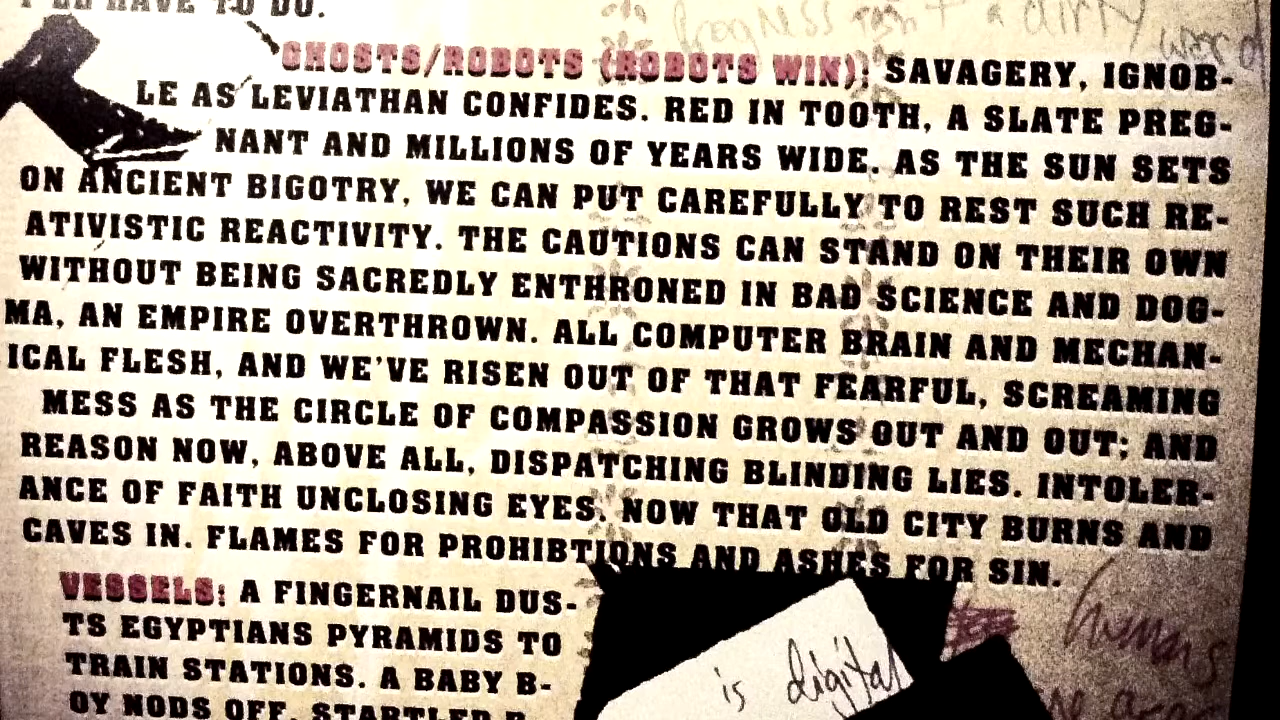 TO DO.
progress isn't a dirty word
GHOSTS/ROBOTS (ROBOTS WIN): SAVAGERY, IGNOB-
LE AS LEVIATHAN CONFIDES. RED IN TOOTH, A SLATE PREG-
NANT AND MILLIONS OF YEARS WIDE. AS THE SUN SETS
ON ANCIENT BIGOTRY, WE CAN PUT CAREFULLY TO REST SUCH RE-
ATIVISTIC REACTIVITY. THE CAUTIONS CAN STAND ON THEIR OWN
WITHOUT BEING SACREDLY ENTHRONED IN BAD SCIENCE AND DOG-
MA, AN EMPIRE OVERTHROWN. ALL COMPUTER BRAIN AND MECHAN-
ICAL FLESH, AND WE'VE RISEN OUT OF THAT FEARFUL, SCREAMING
MESS AS THE CIRCLE OF COMPASSION GROWS OUT AND OUT; AND
REASON NOW, ABOVE ALL, DISPATCHING BLINDING LIES. INTOLER-
ANCE OF FAITH UNCLOSING EYES. NOW THAT OLD CITY BURNS AND
CAVES IN. FLAMES FOR PROHIBTIONS AND ASHES FOR SIN.
VESSELS: A FINGERNAIL DUS-
TS EGYPTIANS PYRAMIDS TO
TRAIN STATIONS. A BABY B-
OY NODS OFF, STARTLED
is digital
humans